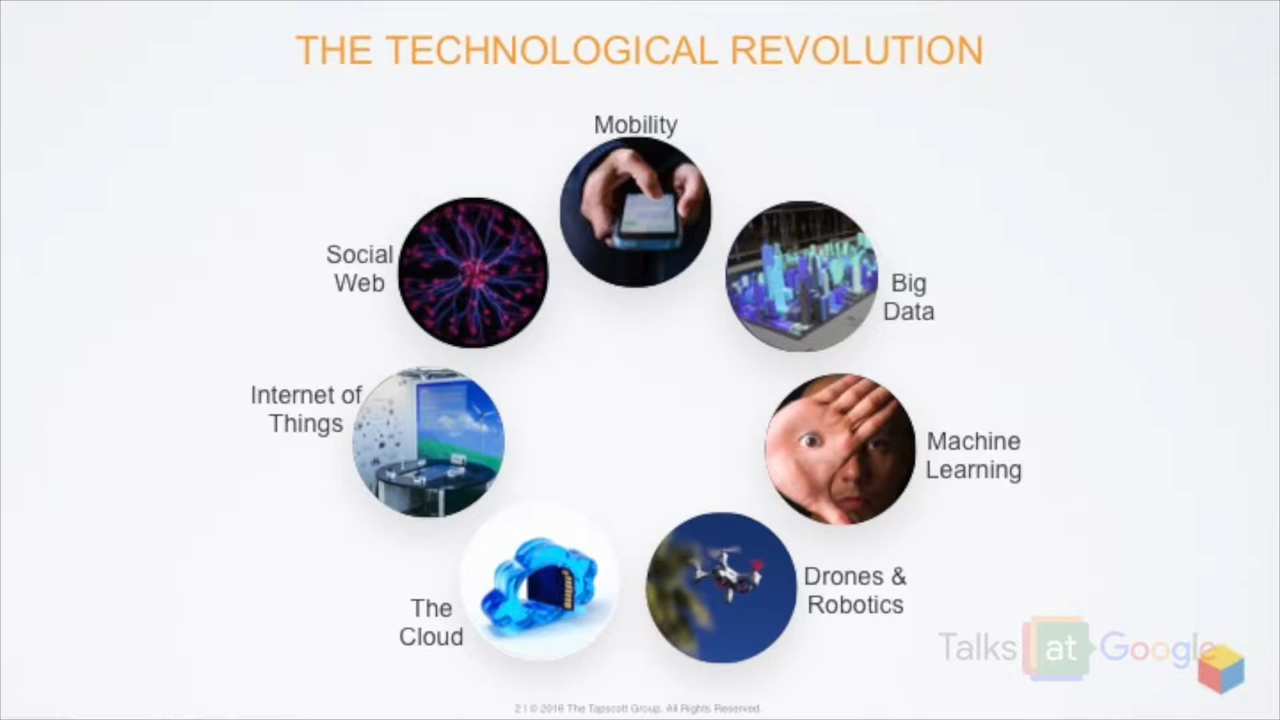 THE TECHNOLOGICAL REVOLUTION
Mobility
Social
Web
Big
Data
Internet of
Things
Machine
Learning
Drones &
Robotics
The
Cloud
Talks at Google
2 | © 2016 The Tapscott Group. All Rights Reserved.